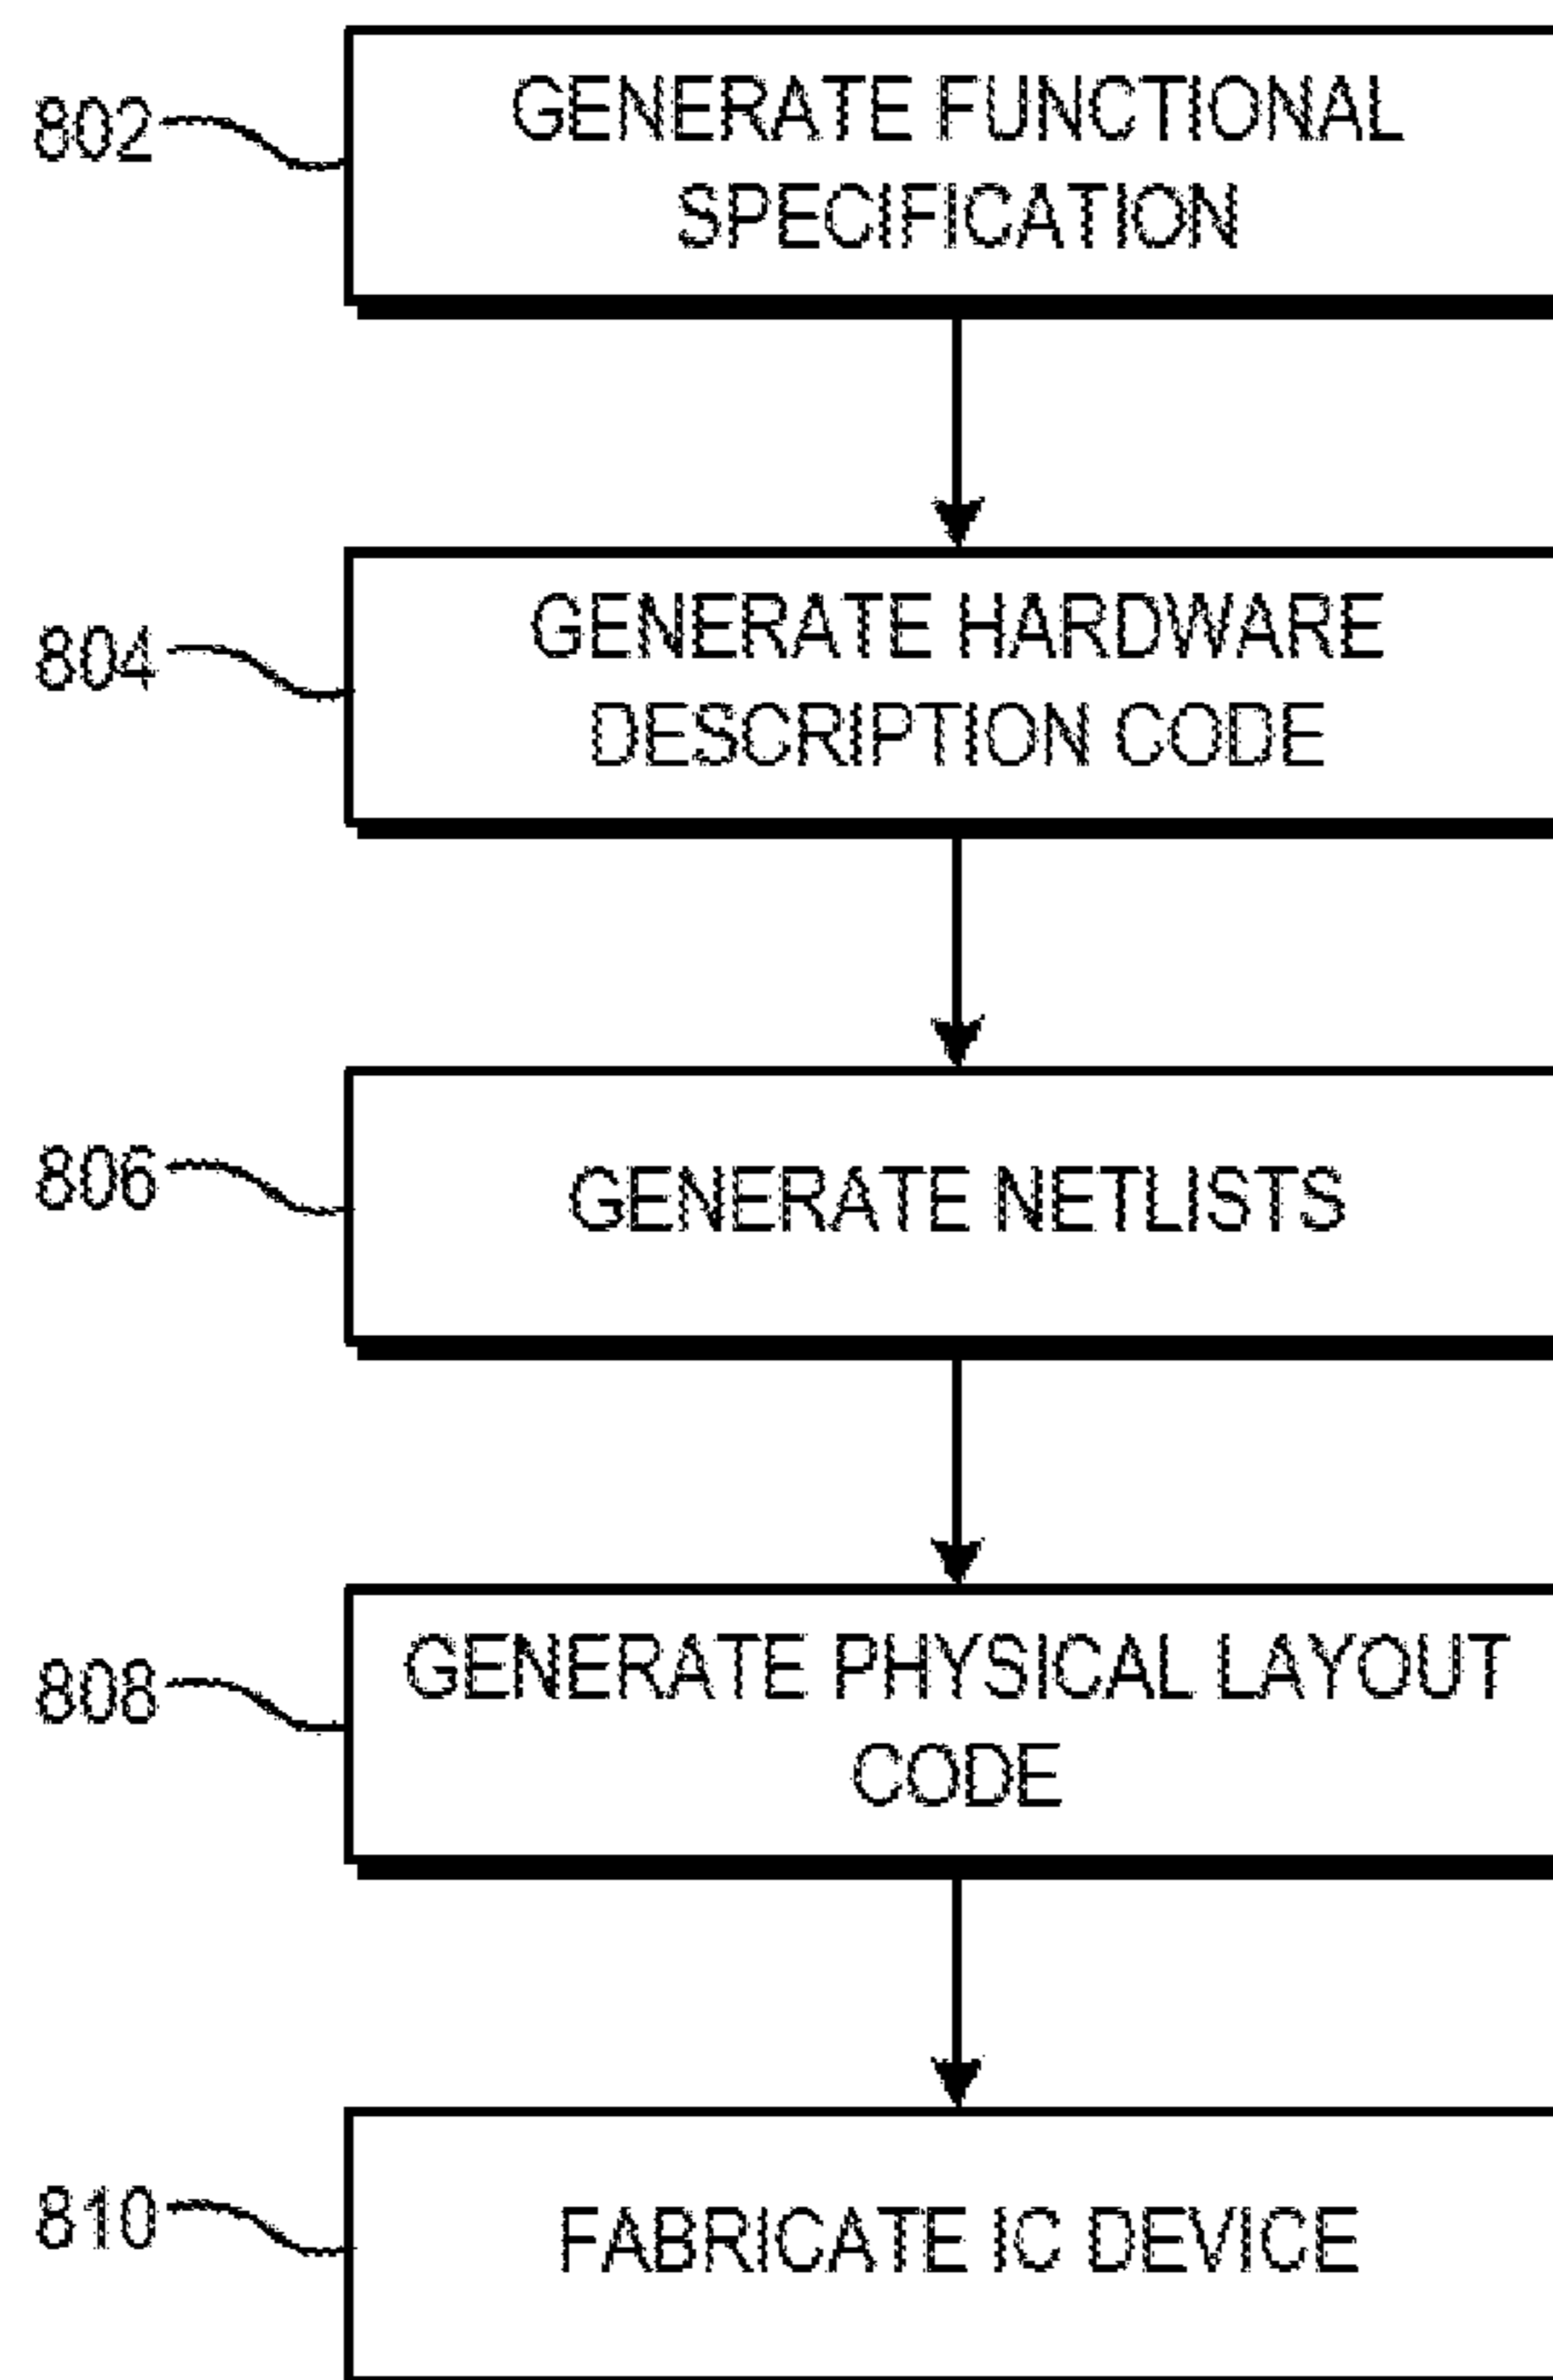 802
GENERATE FUNCTIONAL
SPECIFICATION
804
GENERATE HARDWARE
DESCRIPTION CODE
806
GENERATE NETLISTS
808
GENERATE PHYSICAL LAYOUT
CODE
810
FABRICATE IC DEVICE